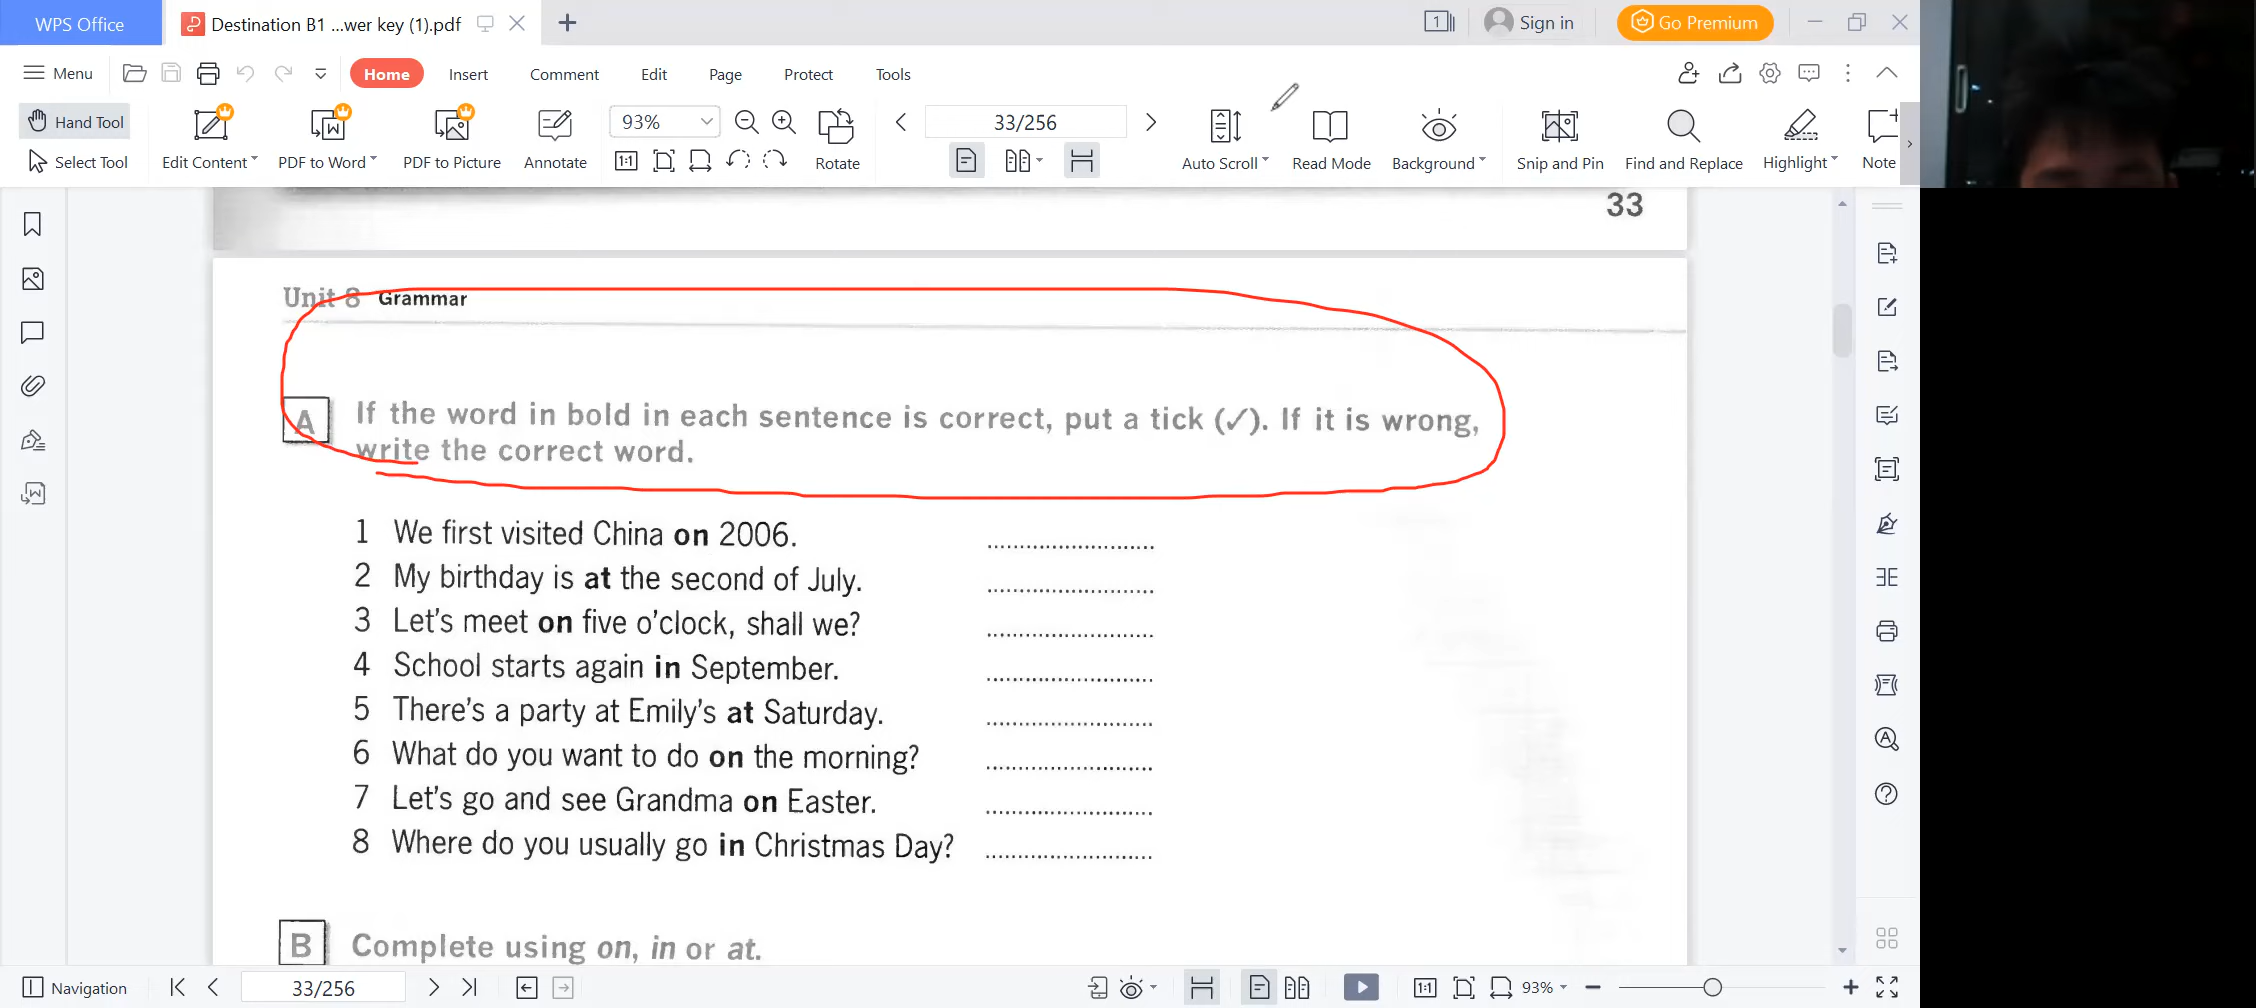 WPS Office
Destination B1 ...wer key (1).pdf
1
Sign in
Go Premium
Menu
Home
Insert
Comment
Edit
Page
Protect
Tools
Hand Tool
Select Tool
Edit Content
PDF to Word
PDF to Picture
Annotate
93%
1:1
Rotate
33/256
Auto Scroll
Read Mode
Background
Snip and Pin
Find and Replace
Highlight
Note
33
Unit 8 Grammar
A If the word in bold in each sentence is correct, put a tick (✓). If it is wrong,
write the correct word.
1 We first visited China on 2006. ........................
2 My birthday is at the second of July. ........................
3 Let's meet on five o'clock, shall we? ........................
4 School starts again in September. ........................
5 There's a party at Emily's at Saturday. ........................
6 What do you want to do on the morning? ........................
7 Let's go and see Grandma on Easter. ........................
8 Where do you usually go in Christmas Day? ........................
B Complete using on, in or at.
Navigation
33/256
1:1
93%